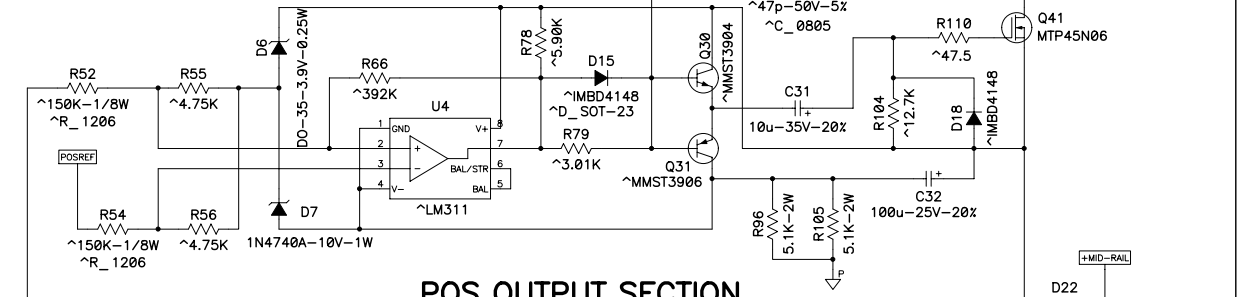 ^47p-50V-5%
^C_0805
Q41
MTP45N06
R110
^47.5
D6
DO-35-3.9V-0.25W
R78
^5.90K
Q30
^MMST3904
R52
^150K-1/8W
^R_1206
R55
^4.75K
R66
^392K
D15
^IMBD4148
^D_SOT-23
C31
+
10u-35V-20%
R104
^12.7K
D18
^IMBD4148
U4
1 GND
V+ 8
2 +
7
3 -
BAL/STR 6
4 V-
BAL 5
^LM311
R79
^3.01K
Q31
^MMST3906
POSREF
R54
^150K-1/8W
^R_1206
R56
^4.75K
D7
1N4740A-10V-1W
R96
5.1K-2W
R105
5.1K-2W
P
+
C32
100u-25V-20%
+MID-RAIL
D22
POS OUTPUT SECTION